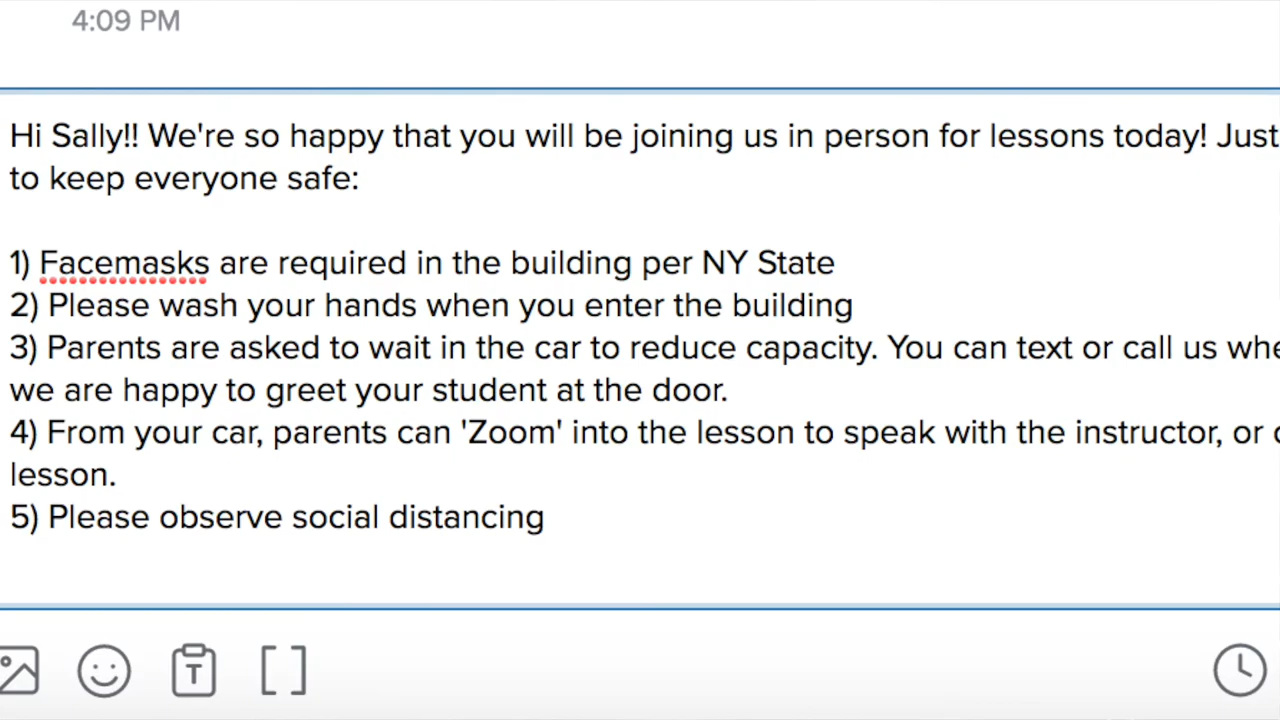 4:09 PM
Hi Sally!! We're so happy that you will be joining us in person for lessons today! Just
to keep everyone safe:
1) Facemasks are required in the building per NY State
2) Please wash your hands when you enter the building
3) Parents are asked to wait in the car to reduce capacity. You can text or call us
we are happy to greet your student at the door.
4) From your car, parents can 'Zoom' into the lesson to speak with the instructor, or
lesson.
5) Please observe social distancing
T